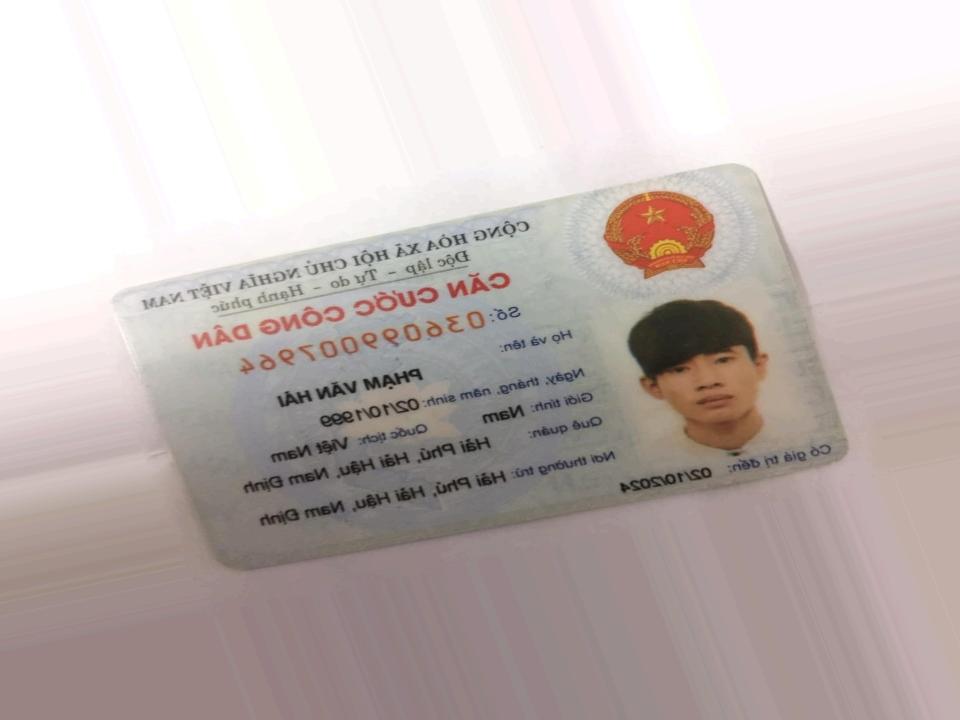 CỘNG HÒA XÃ HỘI CHỦ NGHĨA VIỆT NAM
Độc lập - Tự do - Hạnh phúc
CĂN CƯỚC CÔNG DÂN
Số: 036099007964
Họ và tên:
PHẠM VĂN HẢI
Ngày, tháng, năm sinh: 02/10/1999
Giới tính: Nam Quốc tịch: Việt Nam
Quê quán: Hải Phú, Hải Hậu, Nam Định
Nơi thường trú: Hải Phú, Hải Hậu, Nam Định
Có giá trị đến: 02/10/2024